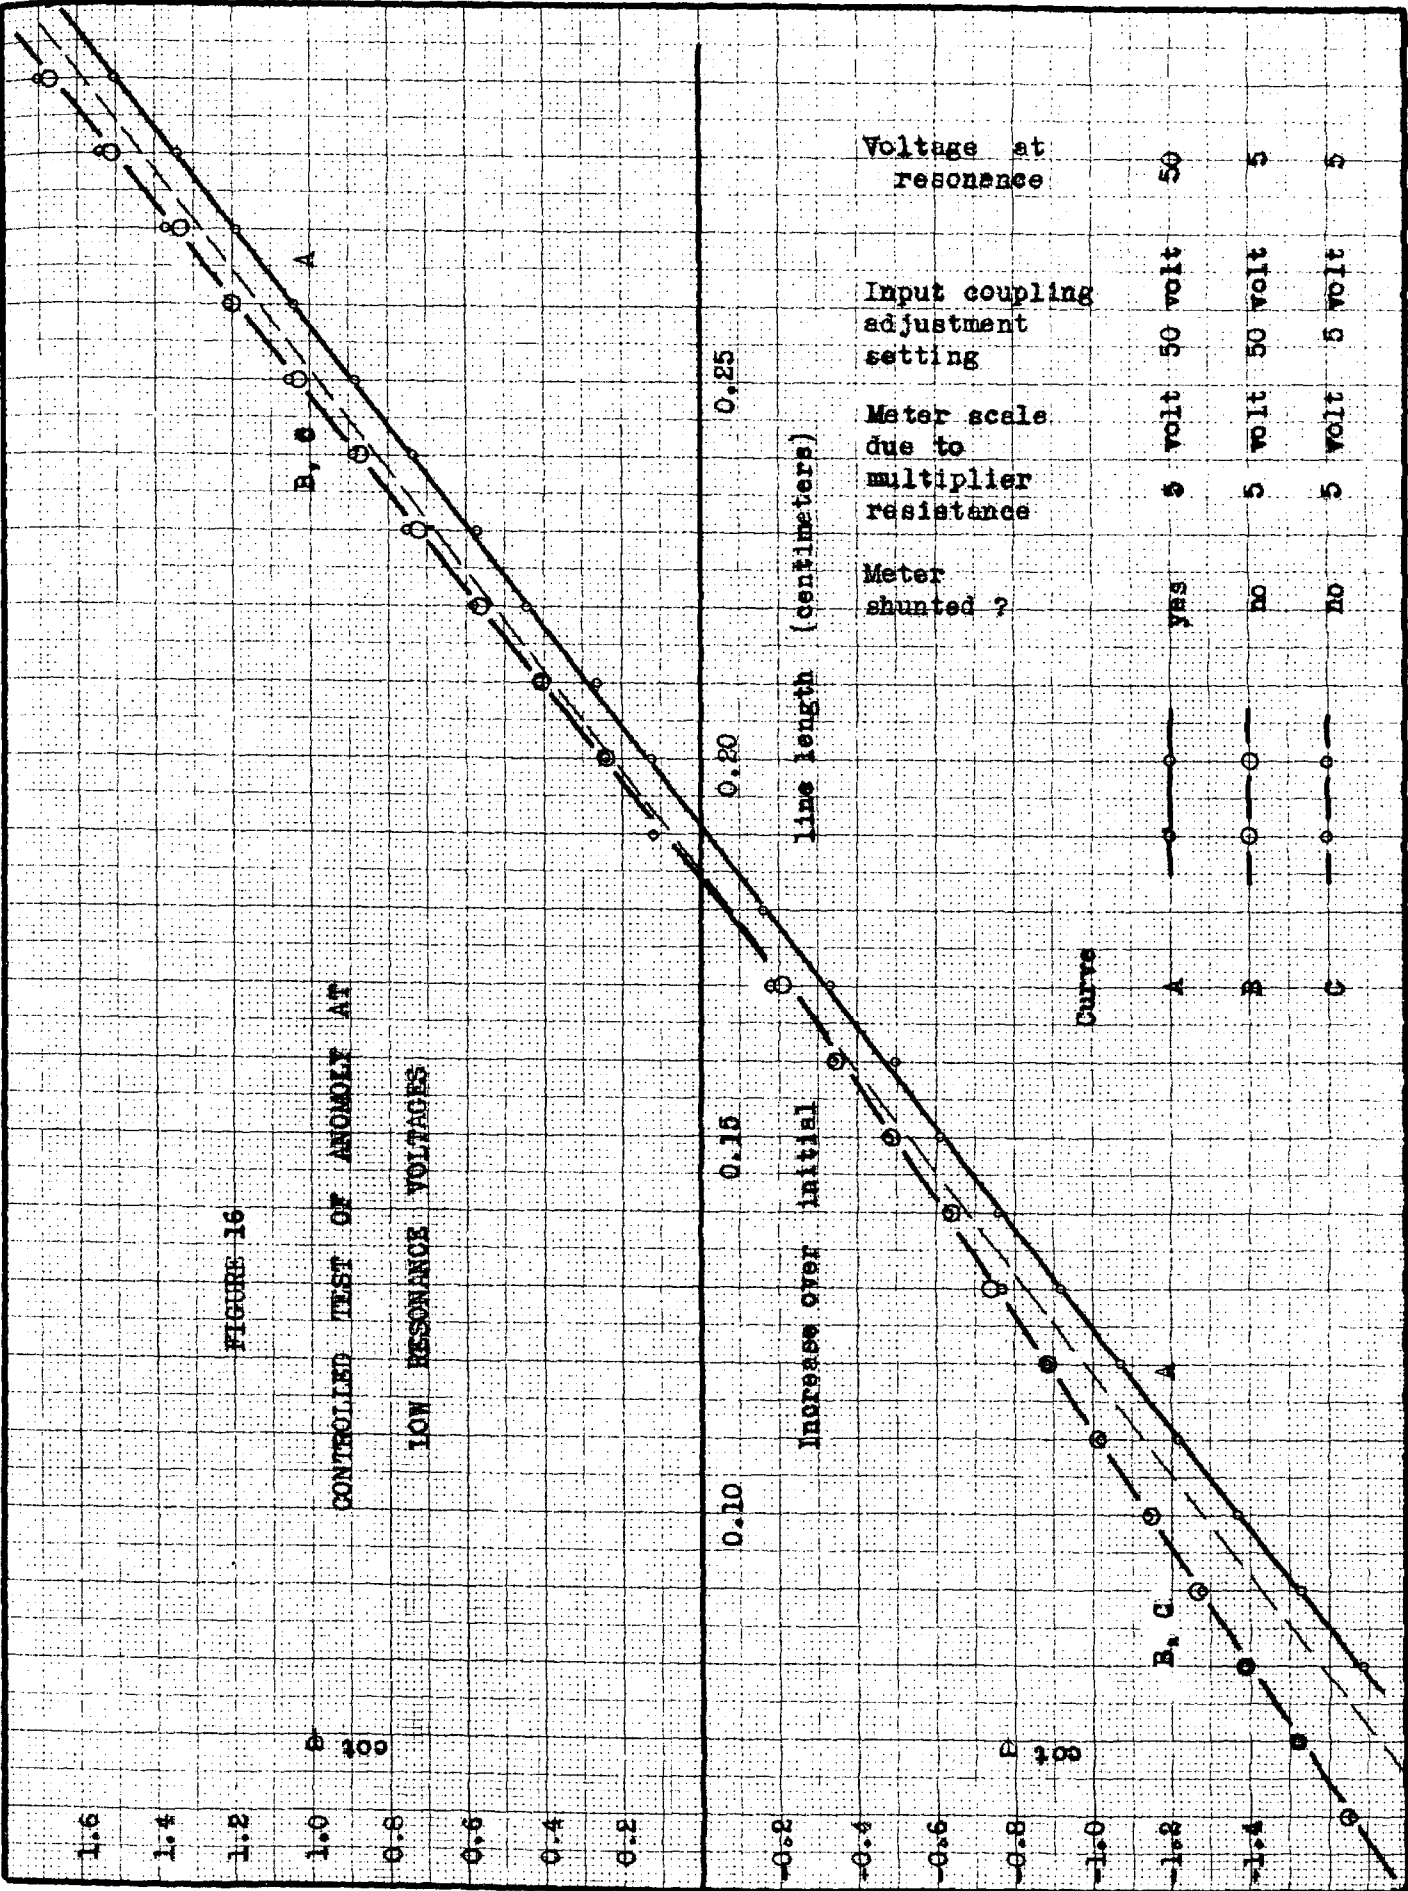 FIGURE 16
CONTROLLED TEST OF ANOMOLY AT
LOW RESONANCE VOLTAGES
cot θ
1.6
1.4
1.2
1.0
0.8
0.6
0.4
0.2
-0.2
-0.4
-0.6
-0.8
-1.0
-1.2
-1.4
cot θ
0.10
0.15
0.20
0.25
Increase over initial line length (centimeters)
B, C
A
B, C
A
Curve
Meter shunted ?
Meter scale due to multiplier resistance
Input coupling adjustment setting
Voltage at resonance
A yes 5 volt 50 volt 50
B no 5 volt 50 volt 5
C no 5 volt 5 volt 5